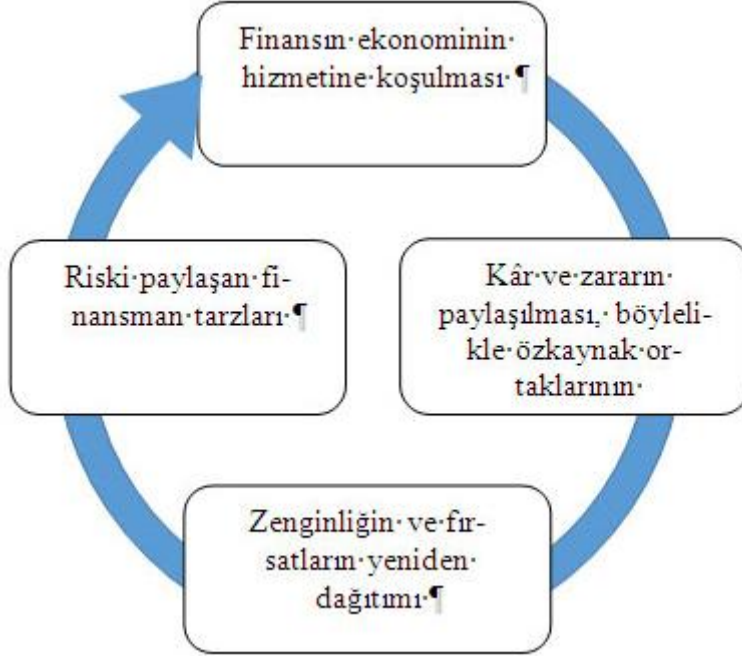 Finansın·ekonominin·
hizmetine·koşulması·¶
Kâr·ve·zararın·
paylaşılması,·böyleli-
kle·özkaynak·or-
taklarının·
Zenginliğin·ve·fır-
satların·yeniden·
dağıtımı·¶
Riski·paylaşan·fi-
nansman·tarzları·¶